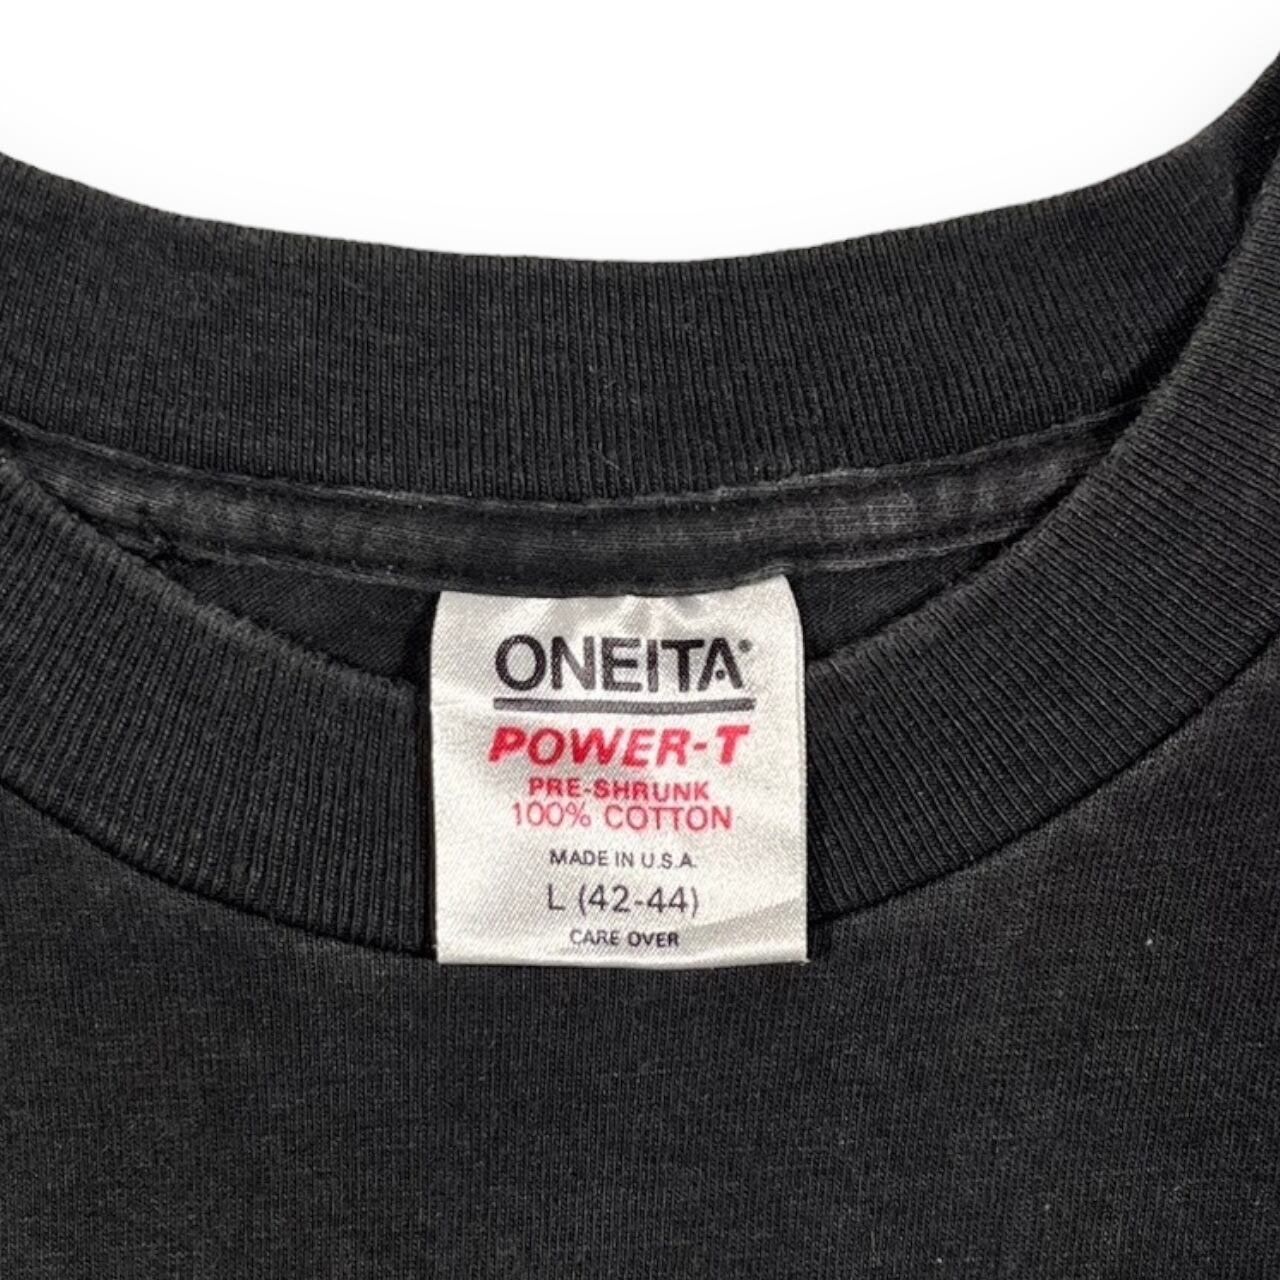 ONEITA®
POWER-T
PRE-SHRUNK
100% COTTON
MADE IN U.S.A.
L (42-44)
CARE OVER